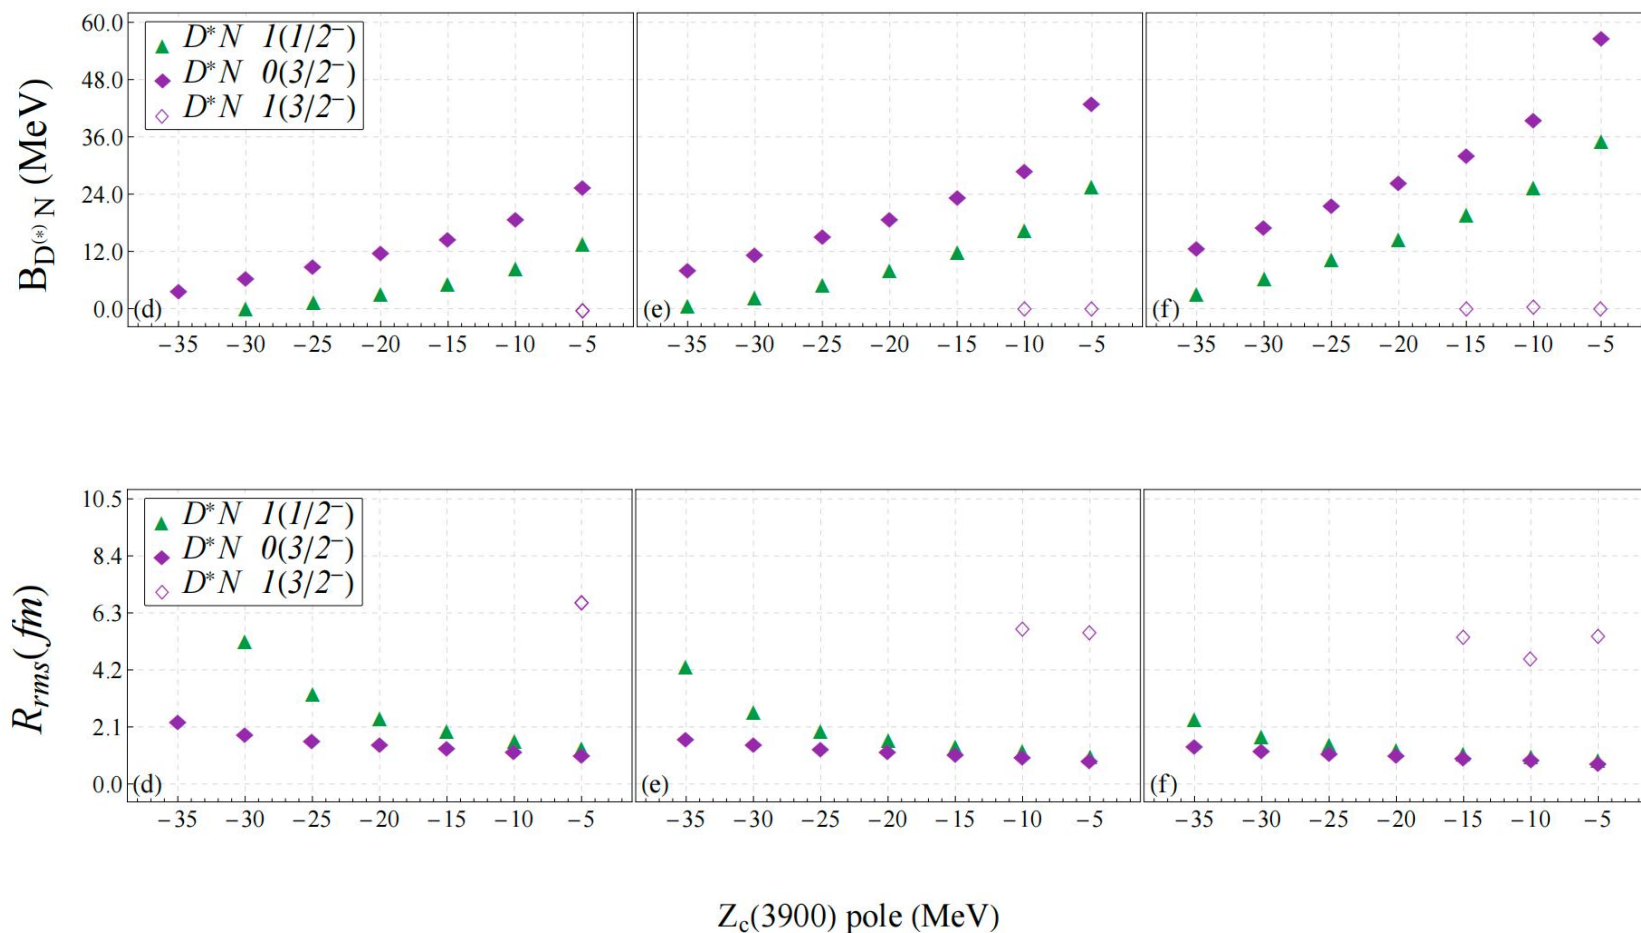 B_{D^{(*)} N} (MeV)
60.0
48.0
36.0
24.0
12.0
0.0
D*N 1(1/2⁻)
D*N 0(3/2⁻)
D*N 1(3/2⁻)
(d)
(e)
(f)
−35 −30 −25 −20 −15 −10 −5
−35 −30 −25 −20 −15 −10 −5
−35 −30 −25 −20 −15 −10 −5
R_{rms}(fm)
10.5
8.4
6.3
4.2
2.1
0.0
D*N 1(1/2⁻)
D*N 0(3/2⁻)
D*N 1(3/2⁻)
(d)
(e)
(f)
−35 −30 −25 −20 −15 −10 −5
−35 −30 −25 −20 −15 −10 −5
−35 −30 −25 −20 −15 −10 −5
Z_c(3900) pole (MeV)